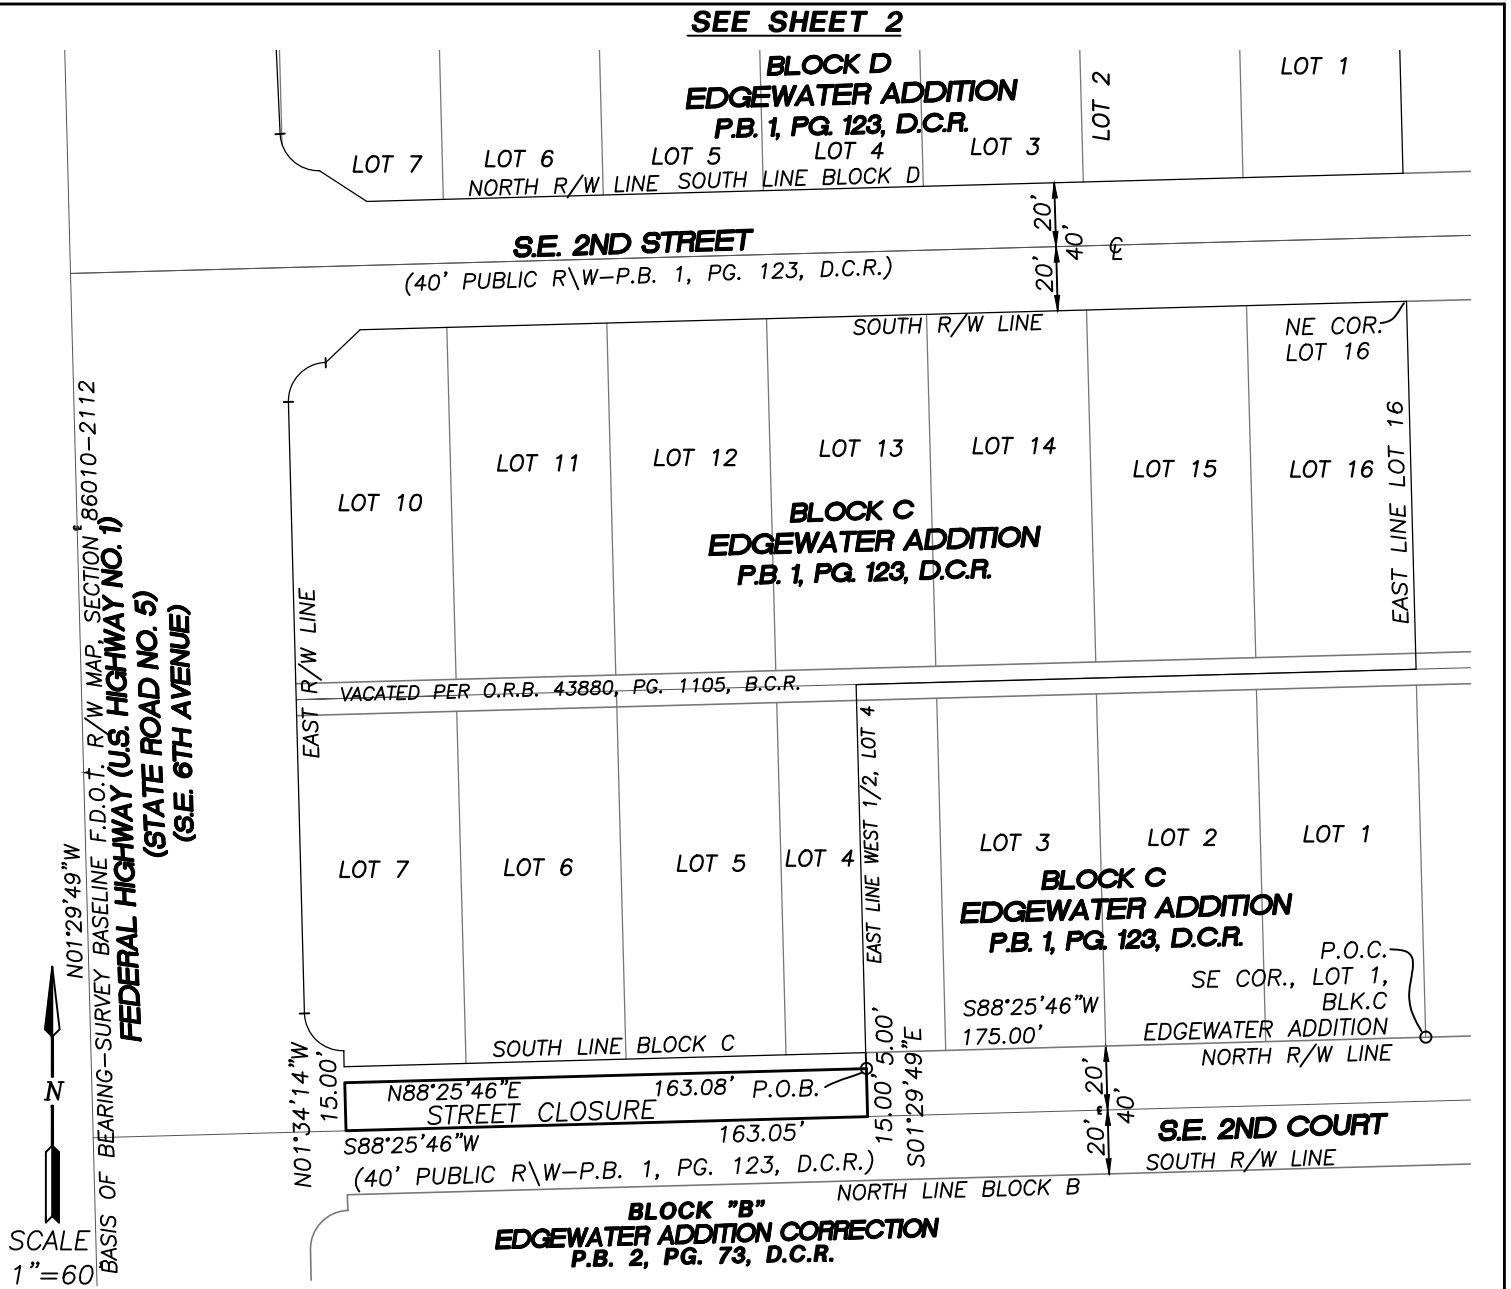 SEE SHEET 2
BLOCK D
EDGEWATER ADDITION
P.B. 1, PG. 123, D.C.R.
LOT 1
LOT 2
LOT 3
LOT 4
LOT 5
LOT 6
LOT 7
NORTH R/W LINE SOUTH LINE BLOCK D
20'
40'
20'
S.E. 2ND STREET
(40' PUBLIC R\W-P.B. 1, PG. 123, D.C.R.)
SOUTH R/W LINE
NE COR.
LOT 16
LOT 10
LOT 11
LOT 12
LOT 13
LOT 14
LOT 15
LOT 16
EAST LINE LOT 16
BLOCK C
EDGEWATER ADDITION
P.B. 1, PG. 123, D.C.R.
EAST R/W LINE
VACATED PER O.R.B. 43880, PG. 1105, B.C.R.
N01°29'49"W
BASIS OF BEARING-SURVEY BASELINE F.D.O.T. R/W MAP, SECTION 86010-2112
FEDERAL HIGHWAY (U.S. HIGHWAY NO. 1)
(STATE ROAD NO. 5)
(S.E. 6TH AVENUE)
LOT 7
LOT 6
LOT 5
LOT 4
EAST LINE WEST 1/2, LOT 4
LOT 3
LOT 2
LOT 1
BLOCK C
EDGEWATER ADDITION
P.B. 1, PG. 123, D.C.R.
P.O.C.
SE COR., LOT 1,
BLK.C
EDGEWATER ADDITION
S88°25'46"W
175.00'
NORTH R/W LINE
SOUTH LINE BLOCK C
N01°34'14"W
15.00'
N88°25'46"E
163.08'
P.O.B.
STREET CLOSURE
S88°25'46"W
163.05'
5.00'
15.00'
S01°29'49"E
20'
40'
20'
S.E. 2ND COURT
SOUTH R/W LINE
(40' PUBLIC R\W-P.B. 1, PG. 123, D.C.R.)
NORTH LINE BLOCK B
BLOCK "B"
EDGEWATER ADDITION CORRECTION
P.B. 2, PG. 73, D.C.R.
N
SCALE
1"=60'